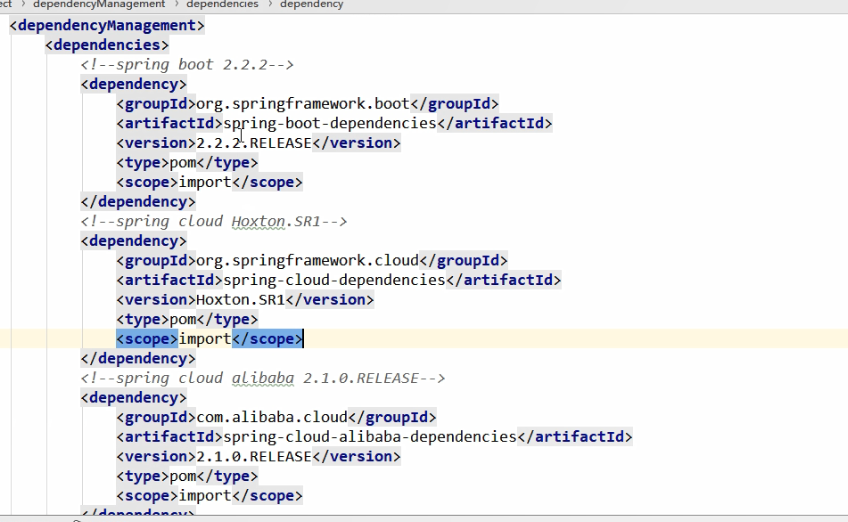 ect > dependencyManagement > dependencies > dependency
<dependencyManagement>
<dependencies>
<!--spring boot 2.2.2-->
<dependency>
<groupId>org.springframework.boot</groupId>
<artifactId>spring-boot-dependencies</artifactId>
<version>2.2.2.RELEASE</version>
<type>pom</type>
<scope>import</scope>
</dependency>
<!--spring cloud Hoxton.SR1-->
<dependency>
<groupId>org.springframework.cloud</groupId>
<artifactId>spring-cloud-dependencies</artifactId>
<version>Hoxton.SR1</version>
<type>pom</type>
<scope>import</scope>
</dependency>
<!--spring cloud alibaba 2.1.0.RELEASE-->
<dependency>
<groupId>com.alibaba.cloud</groupId>
<artifactId>spring-cloud-alibaba-dependencies</artifactId>
<version>2.1.0.RELEASE</version>
<type>pom</type>
<scope>import</scope>
</dependency>